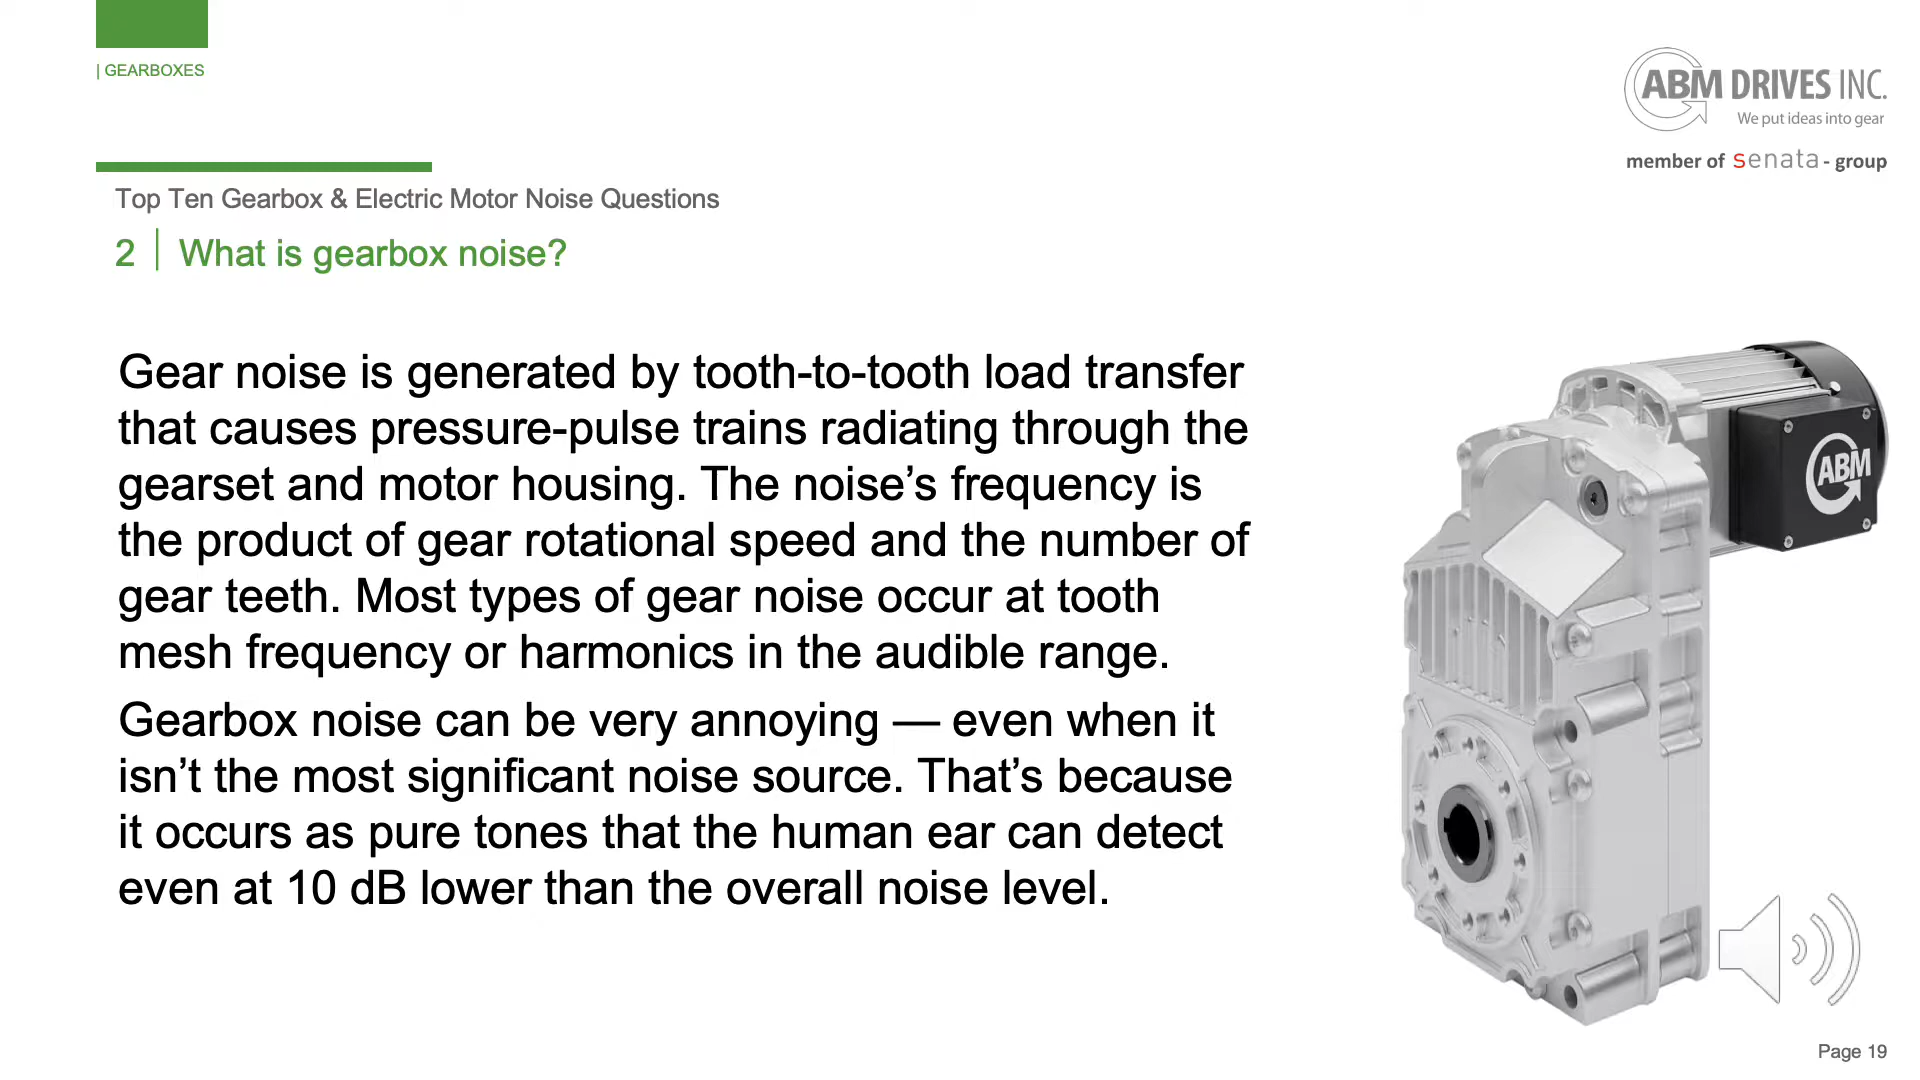 | GEARBOXES
ABM DRIVES INC.
We put ideas into gear
member of senata - group
Top Ten Gearbox & Electric Motor Noise Questions
2 | What is gearbox noise?
Gear noise is generated by tooth-to-tooth load transfer
that causes pressure-pulse trains radiating through the
gearset and motor housing. The noise’s frequency is
the product of gear rotational speed and the number of
gear teeth. Most types of gear noise occur at tooth
mesh frequency or harmonics in the audible range.
Gearbox noise can be very annoying — even when it
isn’t the most significant noise source. That’s because
it occurs as pure tones that the human ear can detect
even at 10 dB lower than the overall noise level.
ABM
Page 19